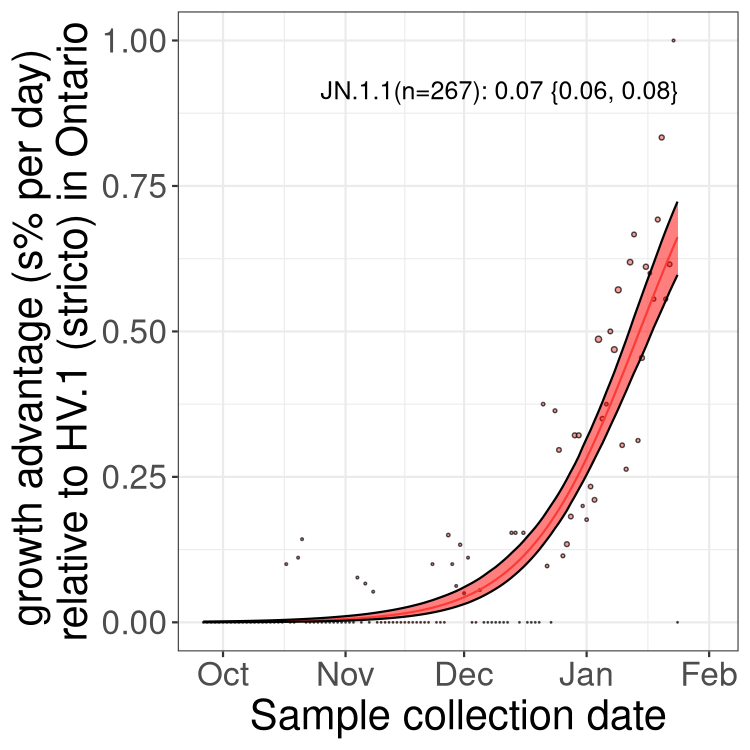 growth advantage (s% per day)
relative to HV.1 (stricto) in Ontario
1.00
0.75
0.50
0.25
0.00
JN.1.1(n=267): 0.07 {0.06, 0.08}
Oct Nov Dec Jan Feb
Sample collection date